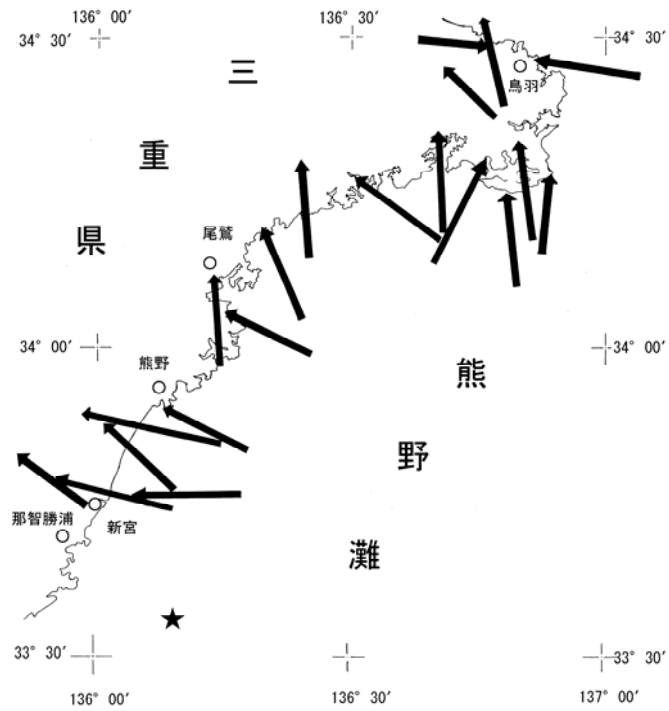 136° 00′
136° 30′
34° 30′
34° 30′
三
重
県
鳥羽
尾鷲
34° 00′
34° 00′
熊野
熊
野
灘
那智勝浦
新宮
33° 30′
33° 30′
136° 00′
136° 30′
137° 00′